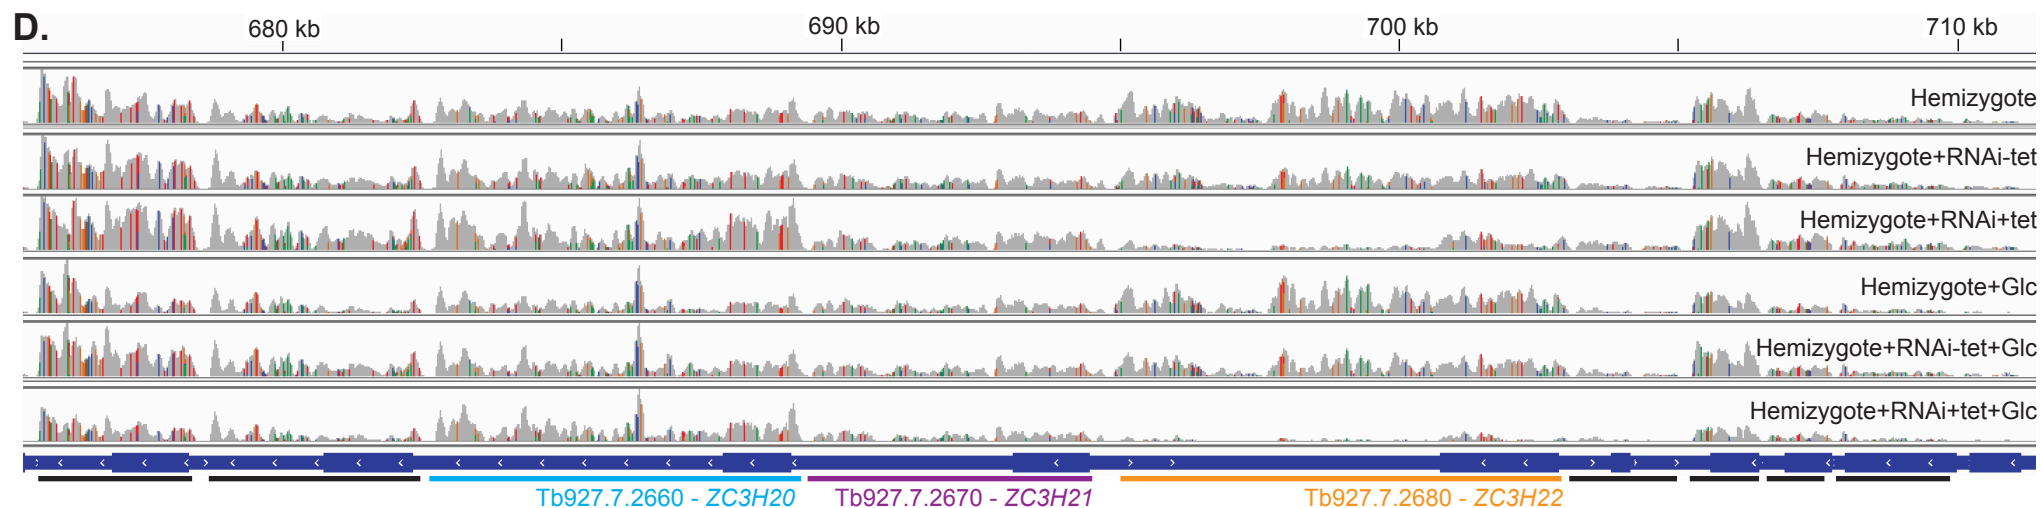 D.
680 kb 690 kb 700 kb 710 kb
Hemizygote
Hemizygote+RNAi-tet
Hemizygote+RNAi+tet
Hemizygote+Glc
Hemizygote+RNAi-tet+Glc
Hemizygote+RNAi+tet+Glc
Tb927.7.2660 - ZC3H20 Tb927.7.2670 - ZC3H21 Tb927.7.2680 - ZC3H22